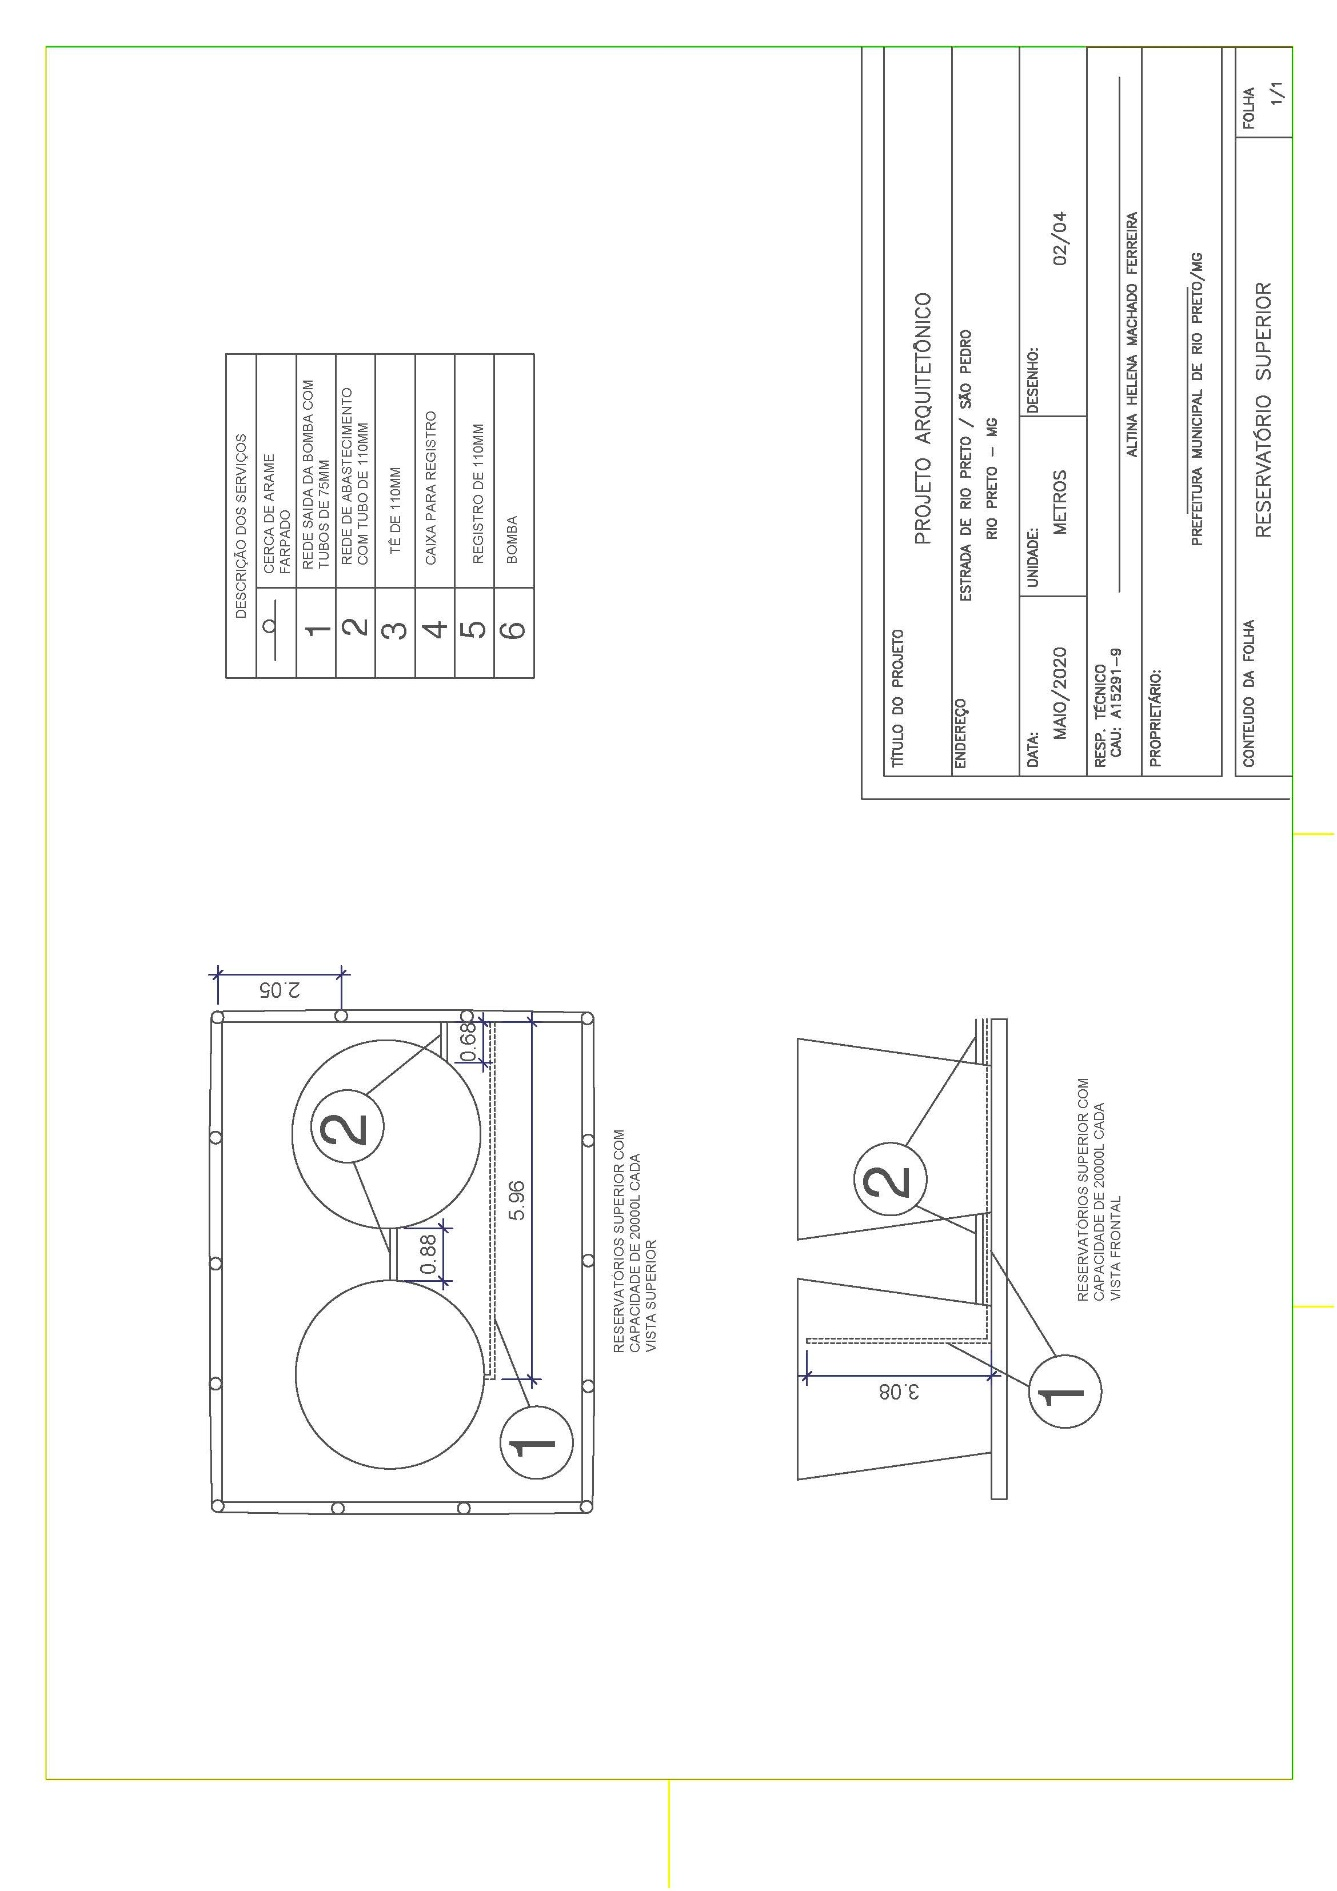 DESCRIÇÃO DOS SERVIÇOS
CERCA DE ARAME
FARPADO
1
REDE SAIDA DA BOMBA COM
TUBOS DE 75MM
2
REDE DE ABASTECIMENTO
COM TUBO DE 110MM
3
TÊ DE 110MM
4
CAIXA PARA REGISTRO
5
REGISTRO DE 110MM
6
BOMBA
2.05
2
0.68
0.88
5.96
1
RESERVATÓRIOS SUPERIOR COM
CAPACIDADE DE 20000L CADA
VISTA SUPERIOR
2
3.08
1
RESERVATÓRIOS SUPERIOR COM
CAPACIDADE DE 20000L CADA
VISTA FRONTAL
TÍTULO DO PROJETO
PROJETO ARQUITETÔNICO
ENDEREÇO
ESTRADA DE RIO PRETO / SÃO PEDRO
RIO PRETO - MG
DATA:
MAIO/2020
UNIDADE:
METROS
DESENHO:
02/04
RESP. TÉCNICO
CAU: A15291-9
ALTINA HELENA MACHADO FERREIRA
PROPRIETÁRIO:
PREFEITURA MUNICIPAL DE RIO PRETO/MG
CONTEUDO DA FOLHA
RESERVATÓRIO SUPERIOR
FOLHA
1/1